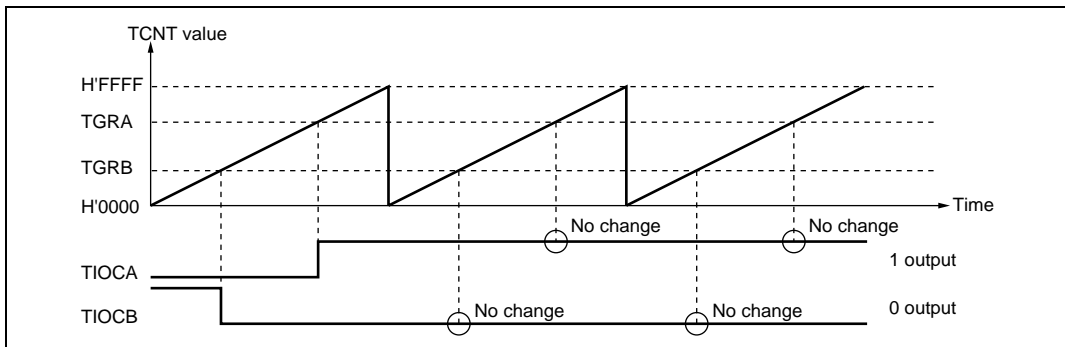 TCNT value
H'FFFF
TGRA
TGRB
H'0000
Time
No change
No change
TIOCA
1 output
No change
No change
TIOCB
0 output